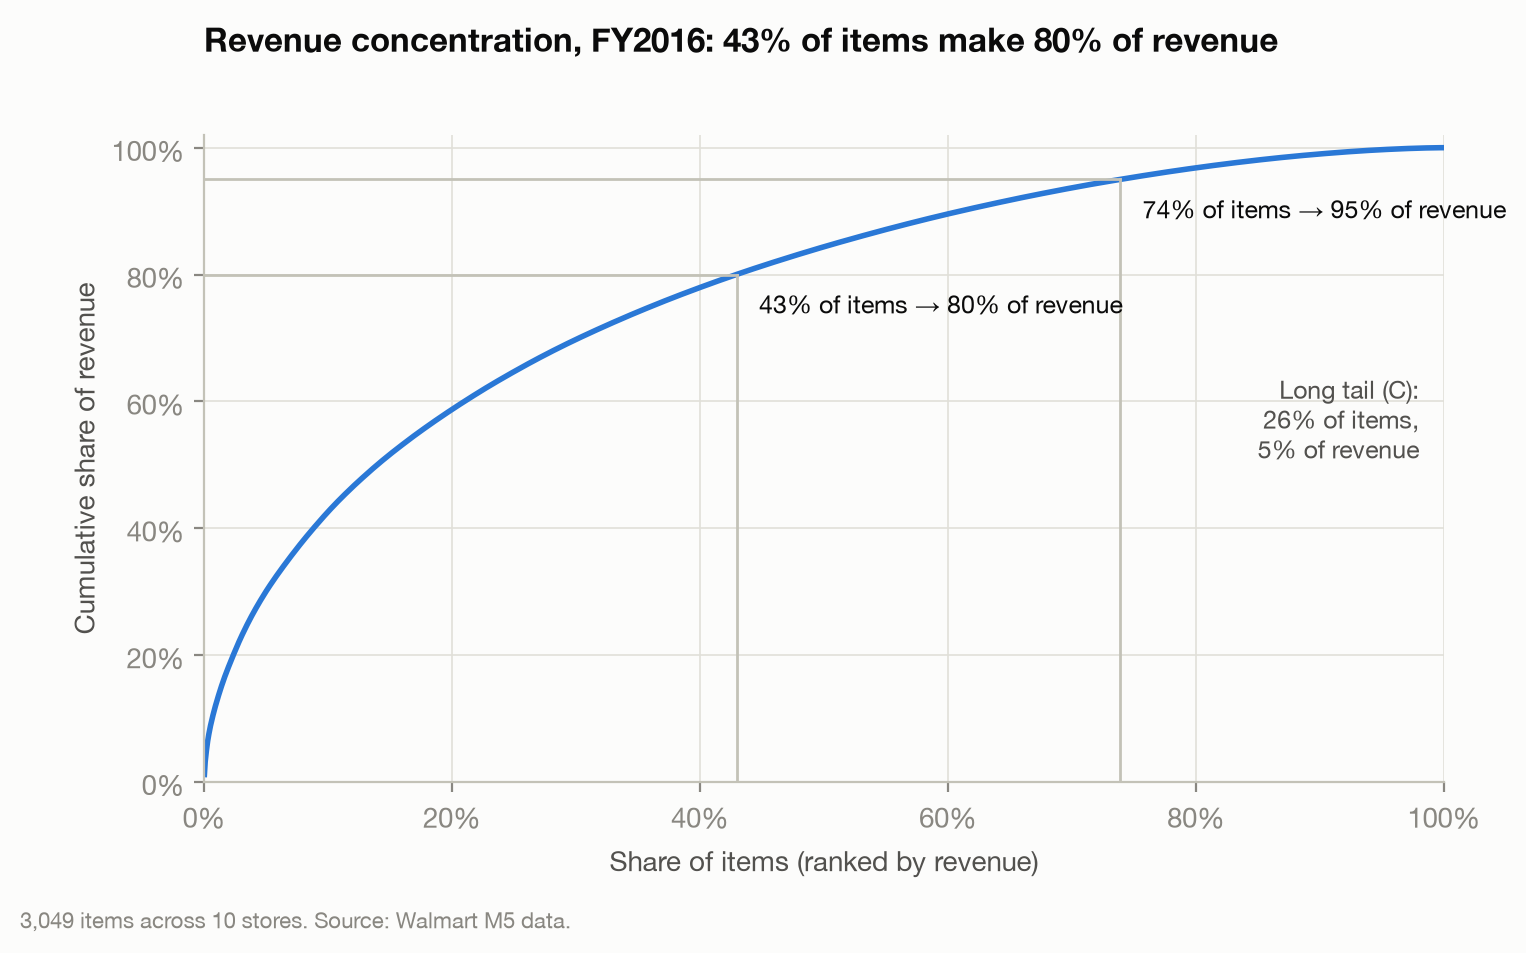 Revenue concentration, FY2016: 43% of items make 80% of revenue
100%
80%
60%
40%
20%
0%
Cumulative share of revenue
74% of items → 95% of revenue
43% of items → 80% of revenue
Long tail (C):
26% of items,
5% of revenue
0%
20%
40%
60%
80%
100%
Share of items (ranked by revenue)
3,049 items across 10 stores. Source: Walmart M5 data.